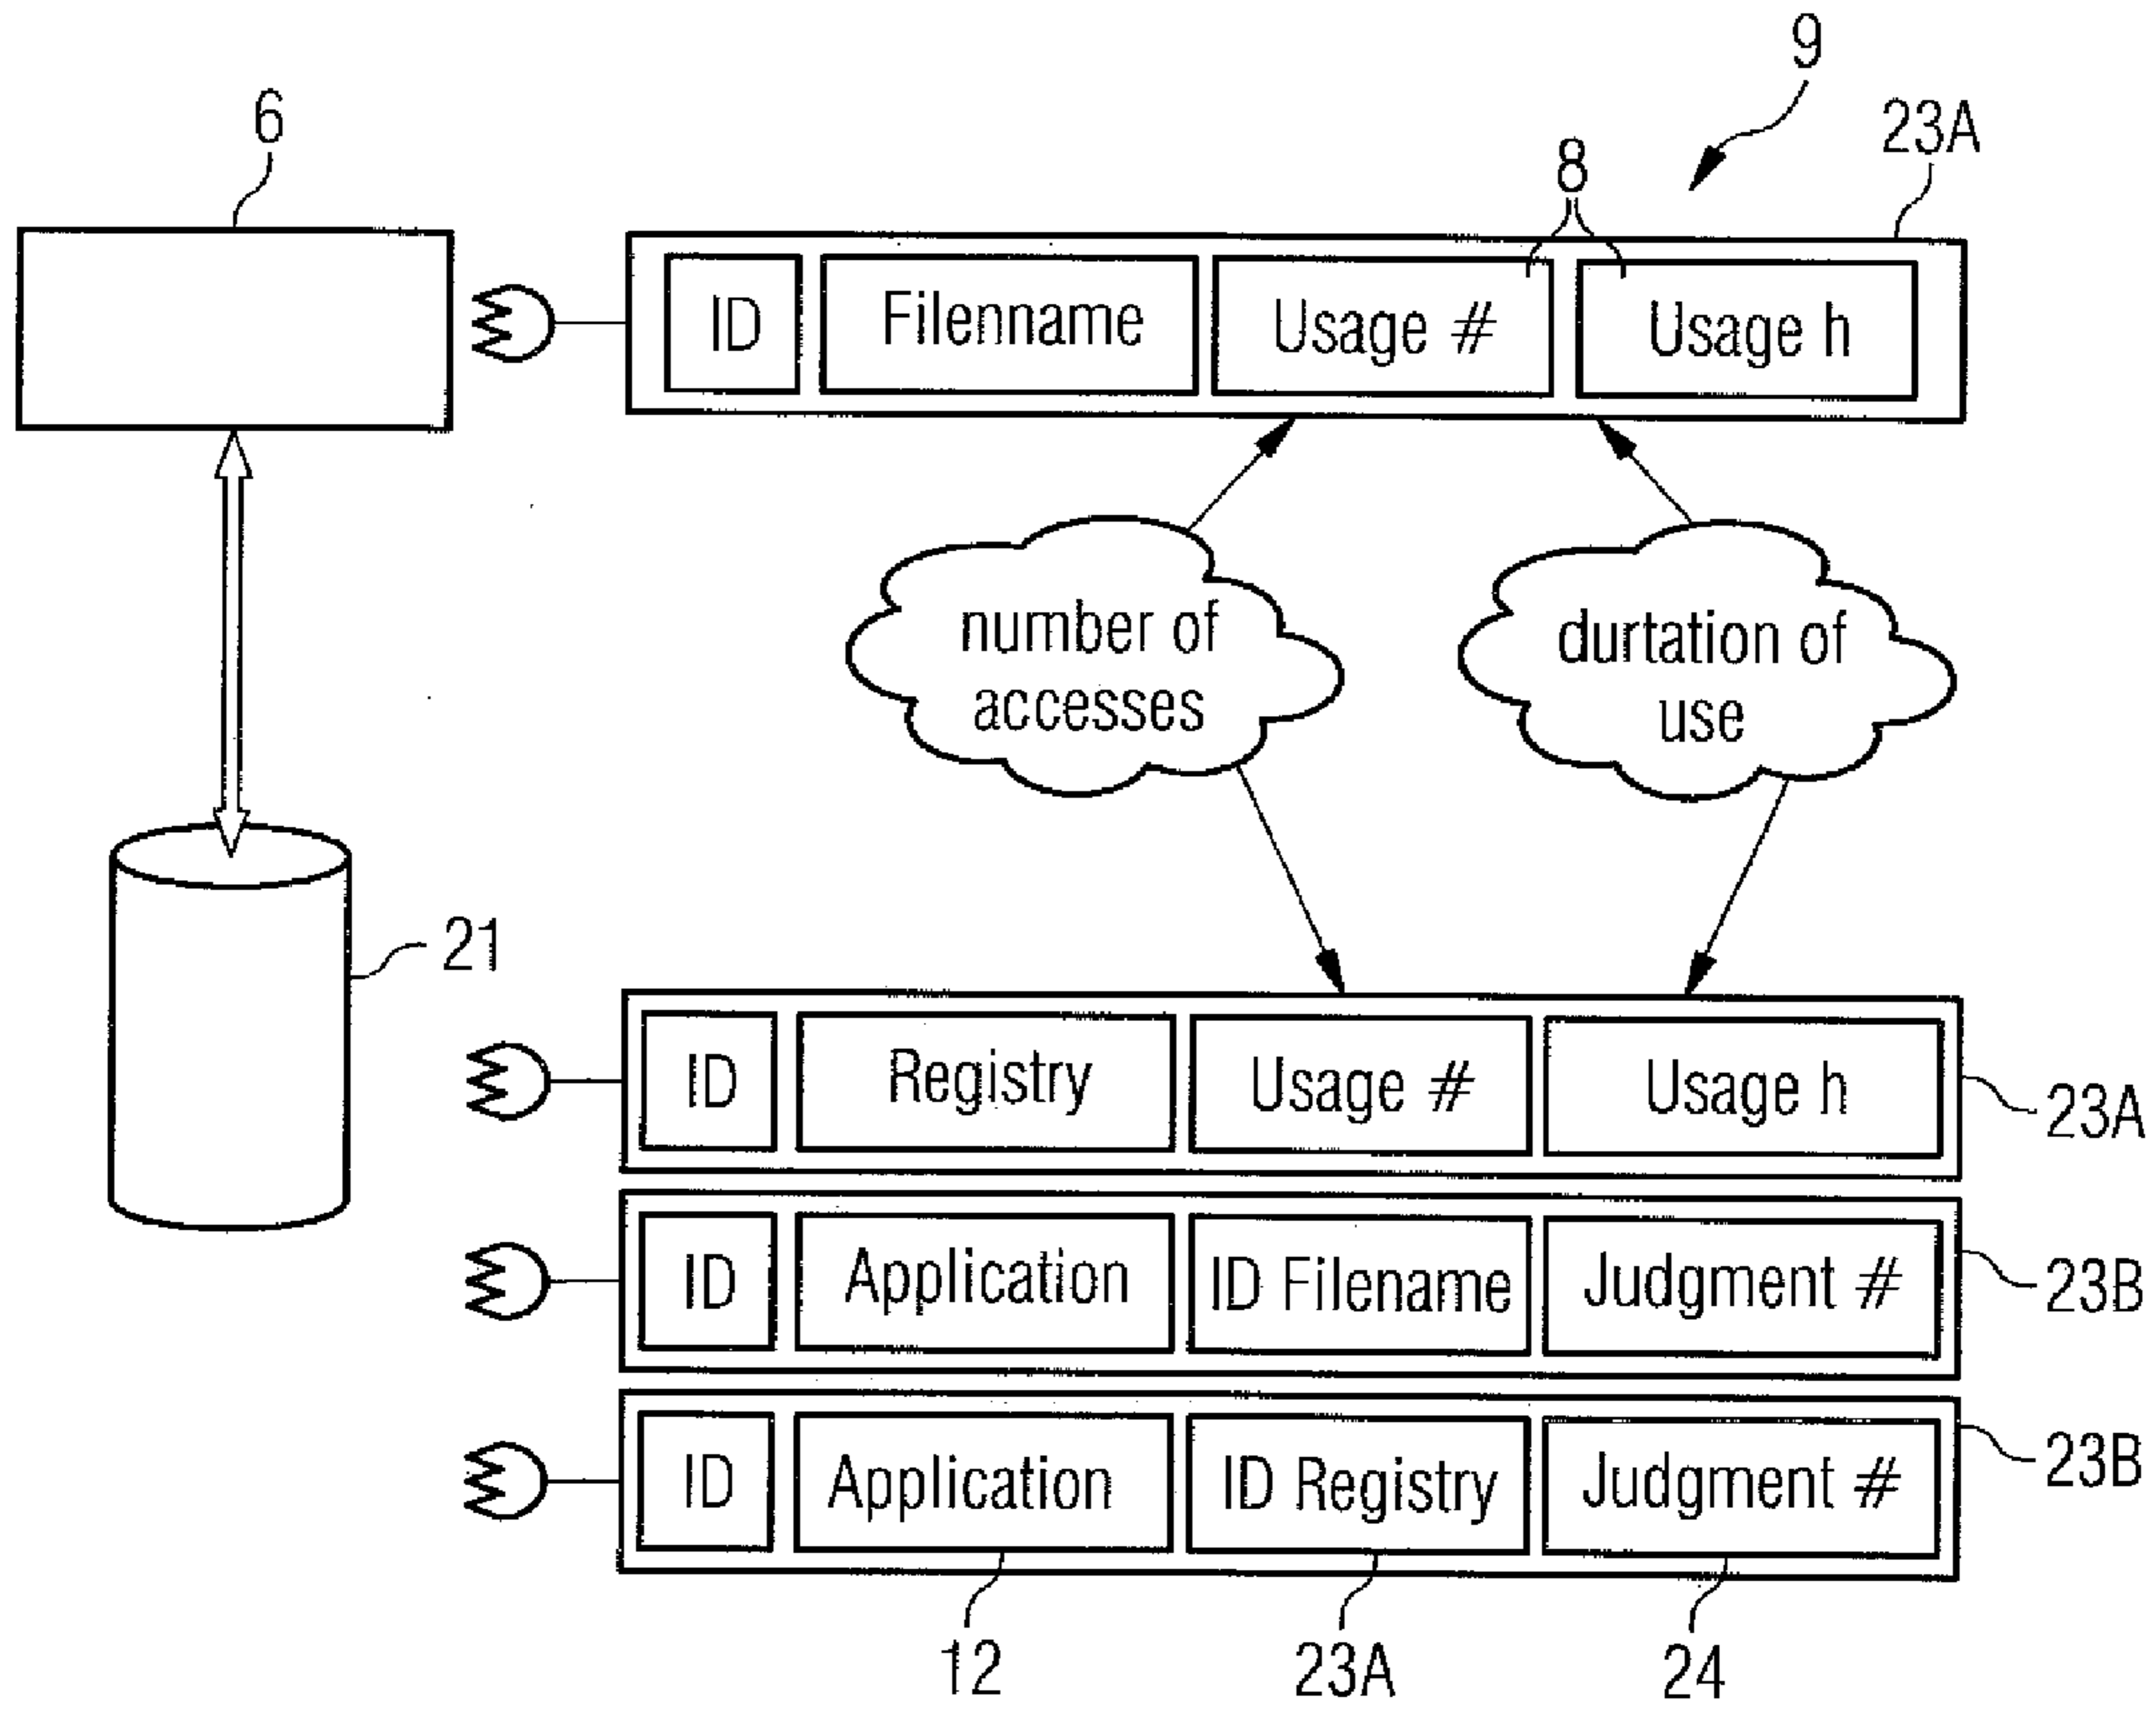 9
6
23A
8
ID Filenname Usage # Usage h
number of
accesses
durtation of
use
21
ID Registry Usage # Usage h
23A
ID Application ID Filename Judgment #
23B
ID Application ID Registry Judgment #
23B
12 23A 24